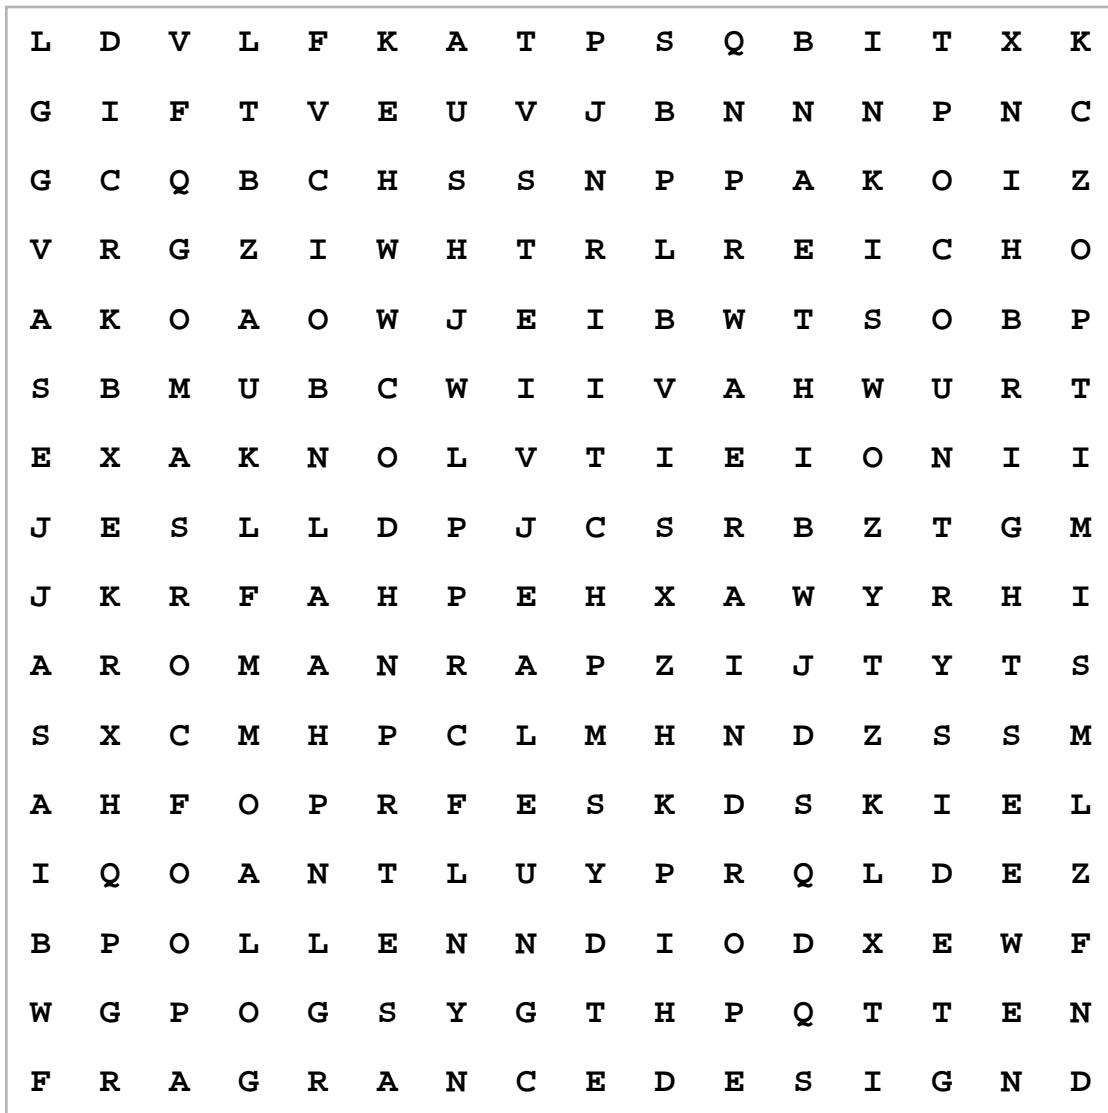 L D V L F K A T P S Q B I T X K
G I F T V E U V J B N N N P N C
G C Q B C H S S N P P A K O I Z
V R G Z I W H T R L R E I C H O
A K O A O W J E I B W T S O B P
S B M U B C W I I V A H W U R T
E X A K N O L V T I E I O N I I
J E S L L D P J C S R B Z T G M
J K R F A H P E H X A W Y R H I
A R O M A N R A P Z I J T Y T S
S X C M H P C L M H N D Z S S M
A H F O P R F E S K D S K I E L
I Q O A N T L U Y P R Q L D E Z
B P O L L E N N D I O D X E W F
W G P O G S Y G T H P Q T T E N
F R A G R A N C E D E S I G N D